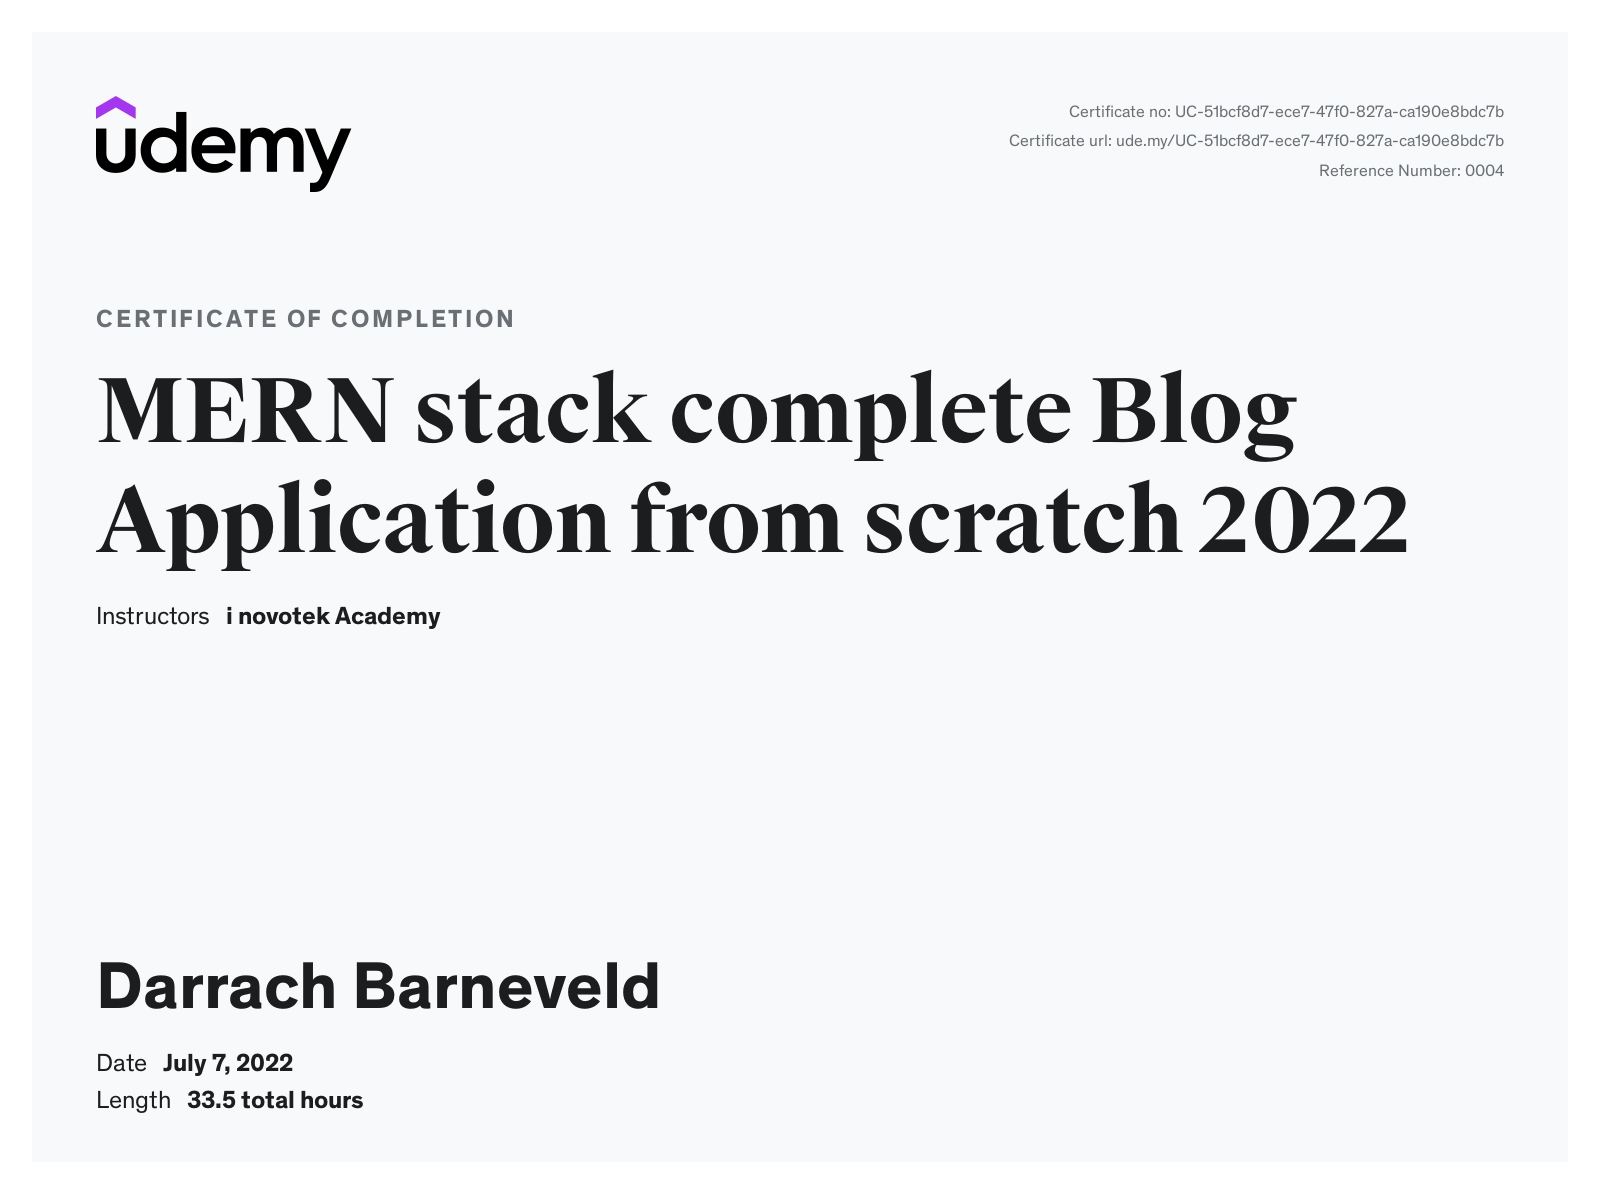 udemy
Certificate no: UC-51bcf8d7-ece7-47f0-827a-ca190e8bdc7b
Certificate url: ude.my/UC-51bcf8d7-ece7-47f0-827a-ca190e8bdc7b
Reference Number: 0004
CERTIFICATE OF COMPLETION
MERN stack complete Blog
Application from scratch 2022
Instructors i novotek Academy
Darrach Barneveld
Date July 7, 2022
Length 33.5 total hours